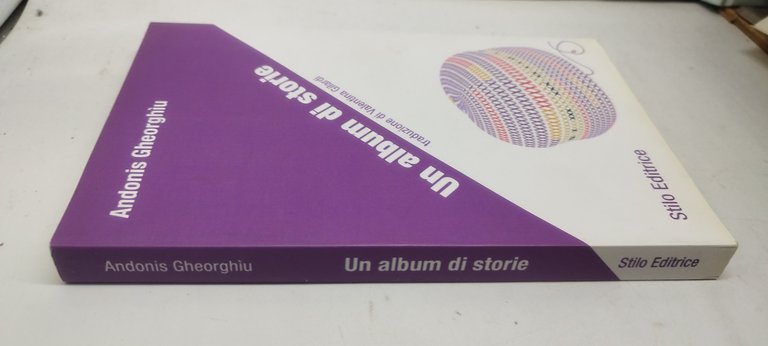 Andonis Gheorghìu
Un album di storie
traduzione di Valentina Gilardi
Stilo Editrice
Andonis Gheorghìu
Un album di storie
Stilo Editrice